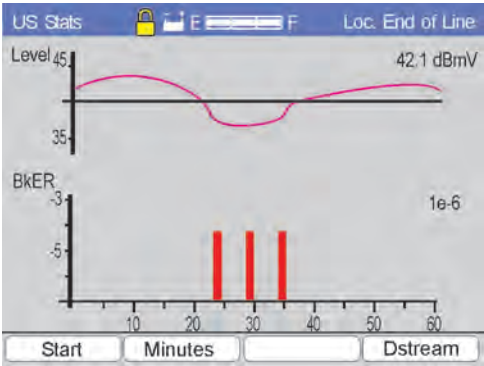 US Stats E F Loc. End of Line
Level 45 42.1 dBmV
35
BkER
-3 1e-6
-5
10 20 30 40 50 60
Start Minutes Dstream